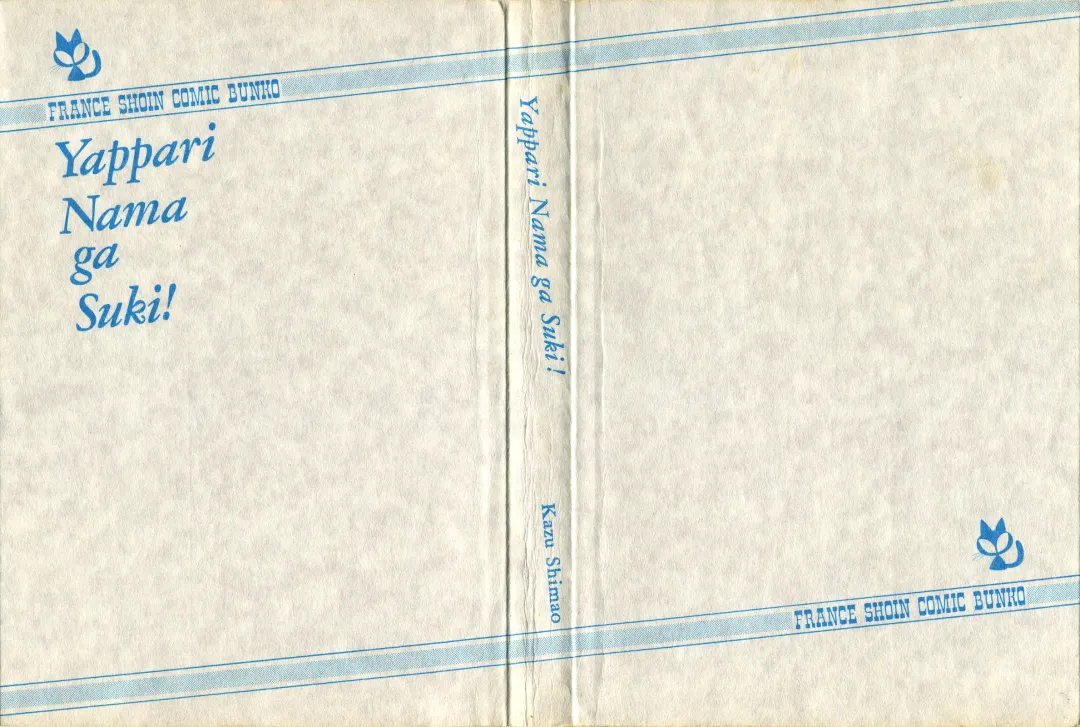 FRANCE SHOIN COMIC BUNKO
Yappari
Nama
ga
Suki!
Yappari Nama ga Suki!
Kazu Shimao
FRANCE SHOIN COMIC BUNKO